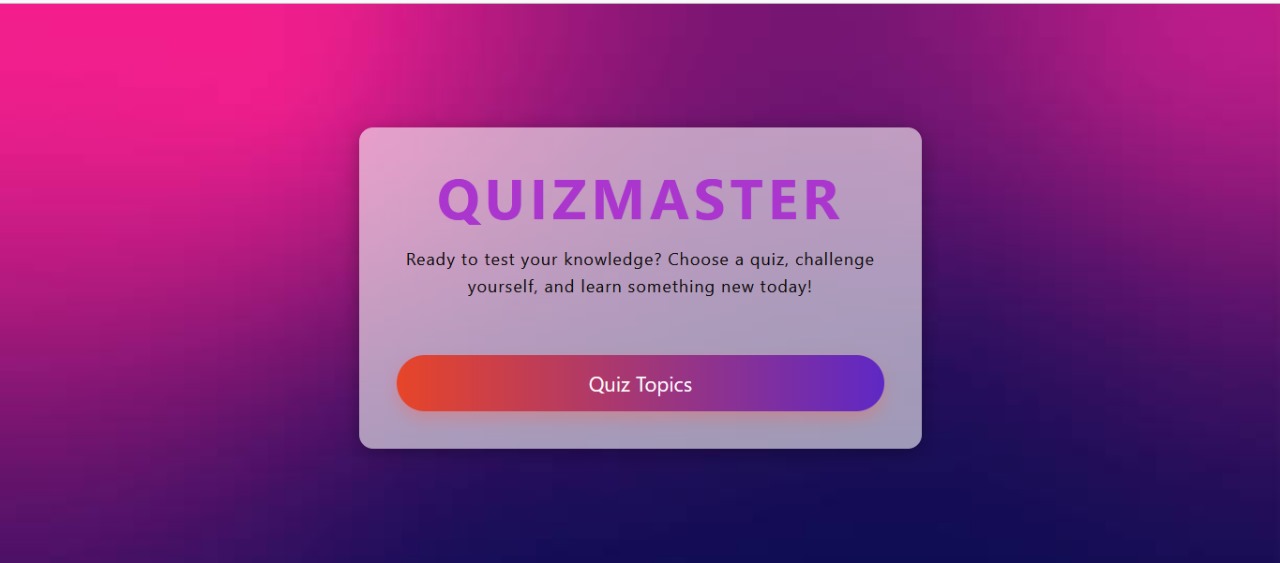 QUIZMASTER
Ready to test your knowledge? Choose a quiz, challenge
yourself, and learn something new today!
Quiz Topics